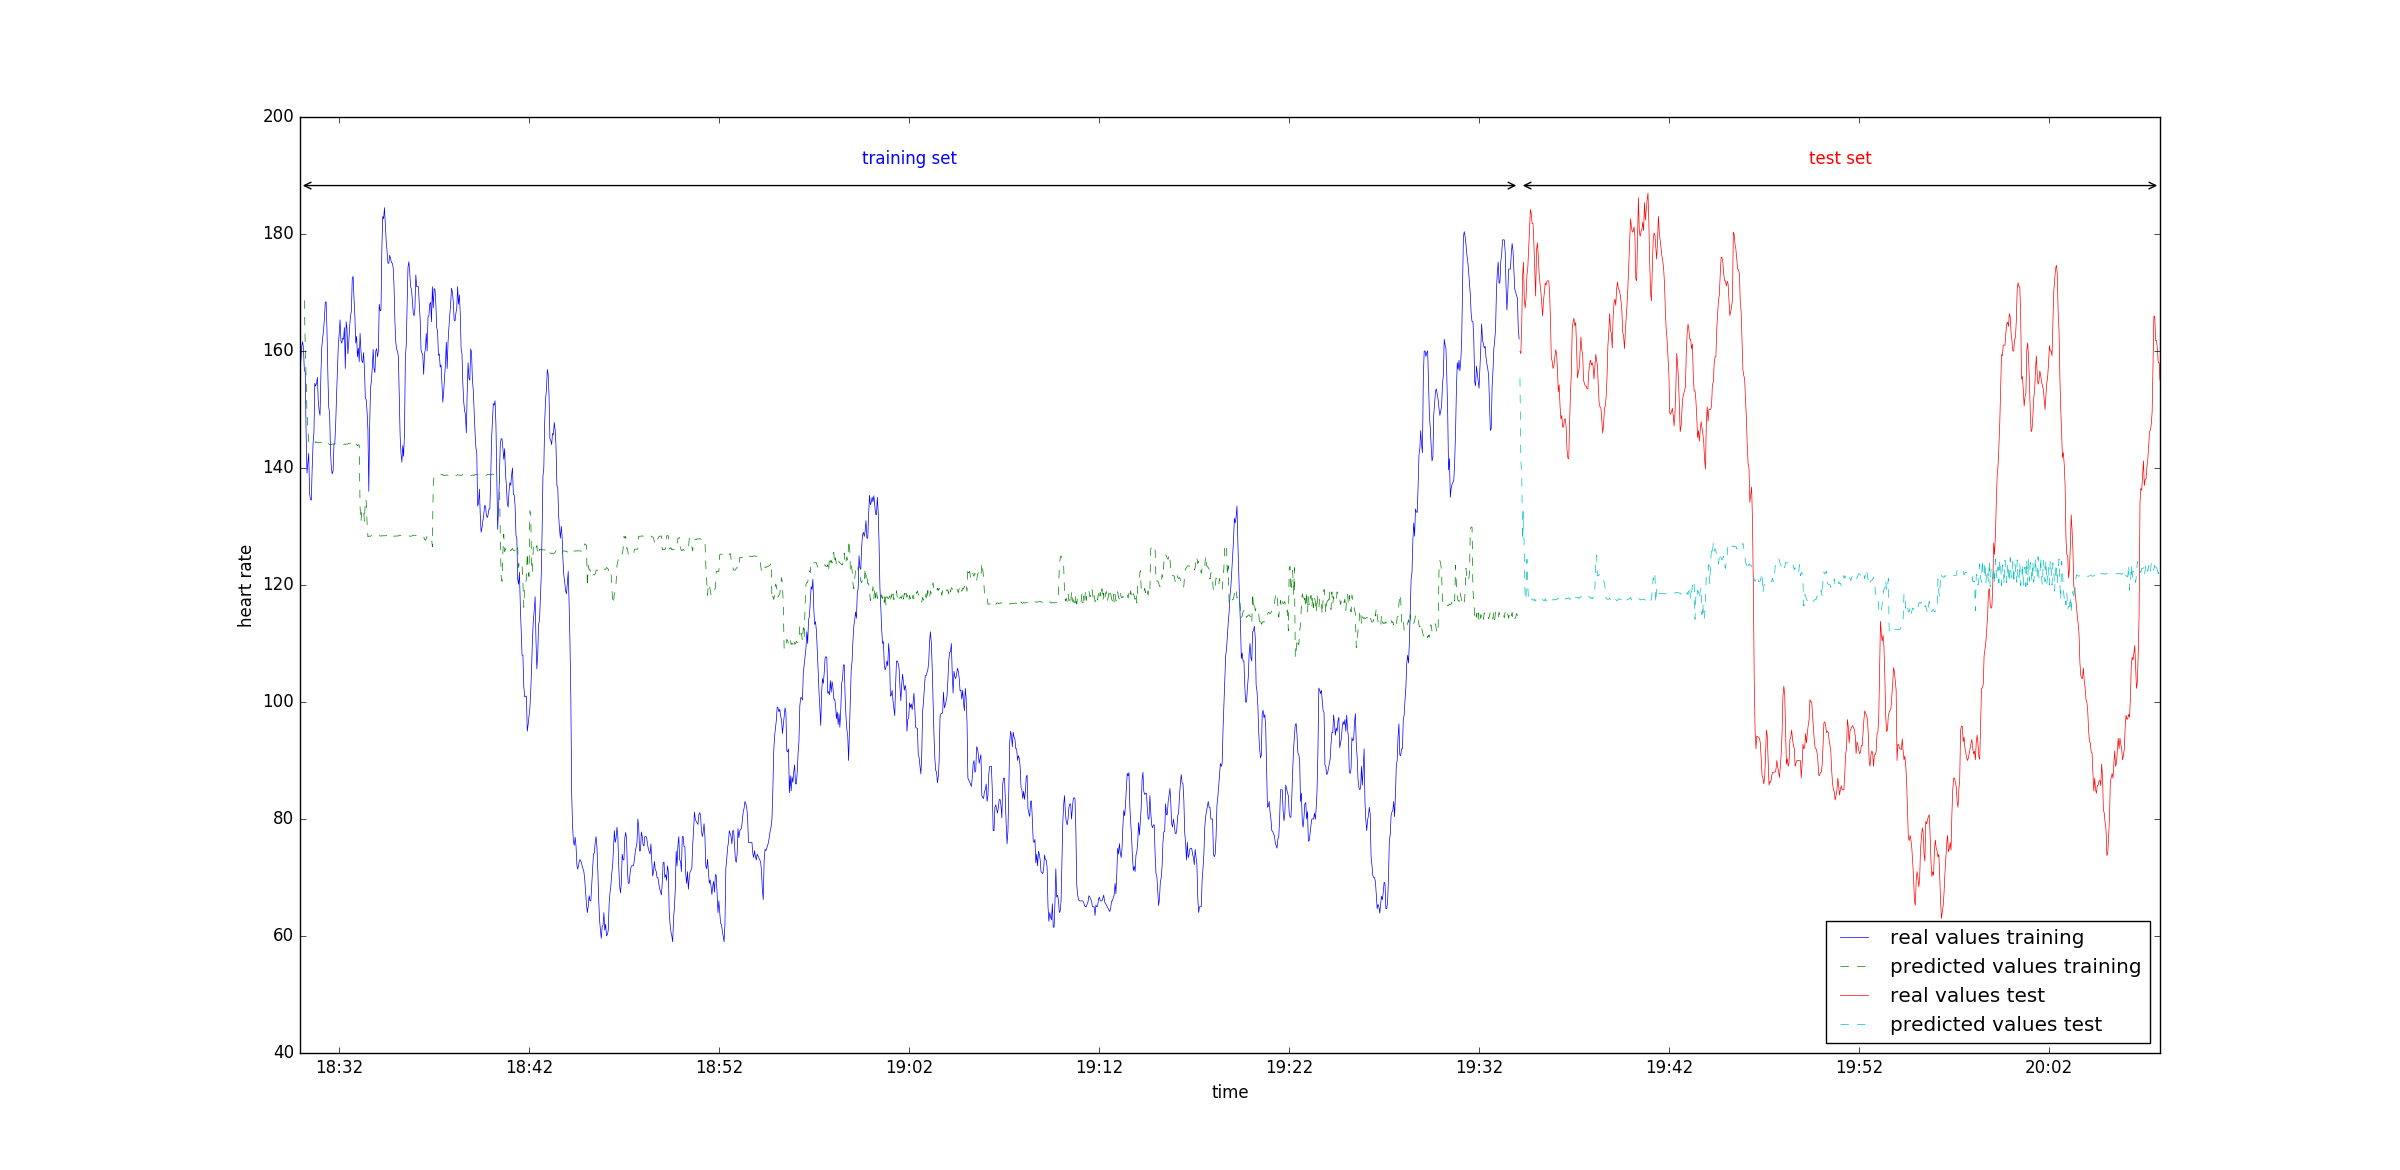 200
training set
test set
180
160
140
120
100
80
60
40
heart rate
real values training
predicted values training
real values test
predicted values test
18:32 18:42 18:52 19:02 19:12 19:22 19:32 19:42 19:52 20:02
time